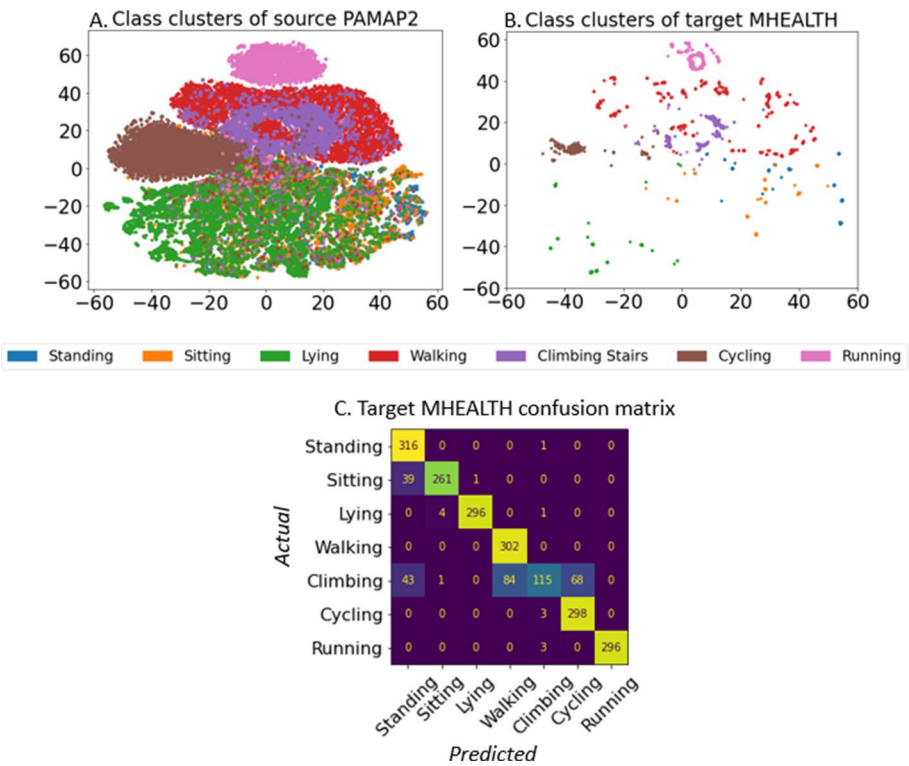 A. Class clusters of source PAMAP2
B. Class clusters of target MHEALTH
60
40
20
0
−20
−40
−60
−60 −40 −20 0 20 40 60
60
40
20
0
−20
−40
−60
−60 −40 −20 0 20 40 60
Standing Sitting Lying Walking Climbing Stairs Cycling Running
C. Target MHEALTH confusion matrix
Actual
Standing 316 0 0 0 1 0 0
Sitting 39 261 1 0 0 0 0
Lying 0 4 296 0 1 0 0
Walking 0 0 0 302 0 0 0
Climbing 43 1 0 84 115 68 0
Cycling 0 0 0 0 3 298 0
Running 0 0 0 0 3 0 296
Standing Sitting Lying Walking Climbing Cycling Running
Predicted